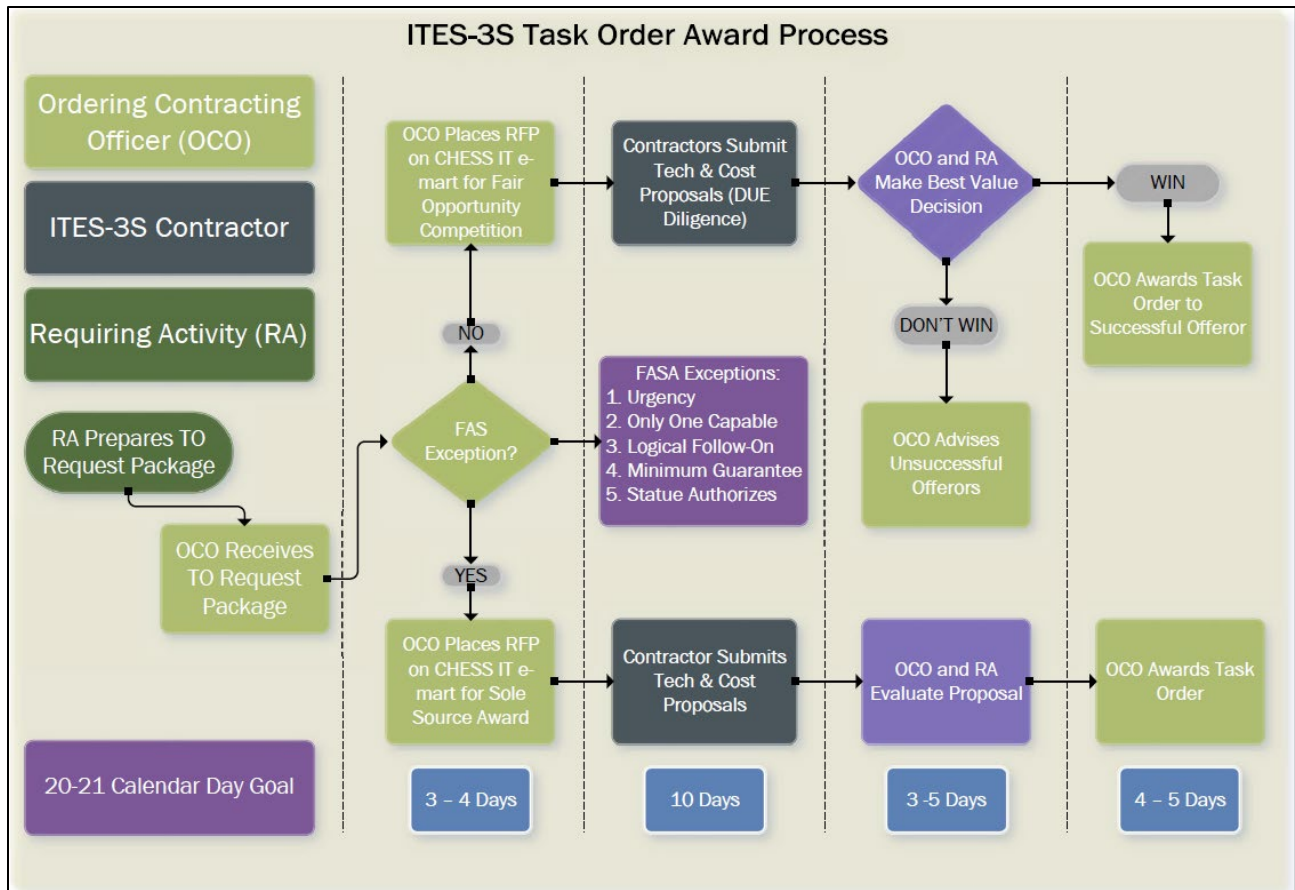 ITES-3S Task Order Award Process
Ordering Contracting
Officer (OCO)
ITES-3S Contractor
Requiring Activity (RA)
RA Prepares TO
Request Package
OCO Receives
TO Request
Package
20-21 Calendar Day Goal
OCO Places RFP
on CHESS IT e-
mart for Fair
Opportunity
Competition
NO
FAS
Exception?
YES
OCO Places RFP
on CHESS IT e-
mart for Sole
Source Award
3 – 4 Days
Contractors Submit
Tech & Cost
Proposals (DUE
Diligence)
FASA Exceptions:
1. Urgency
2. Only One Capable
3. Logical Follow-On
4. Minimum Guarantee
5. Statue Authorizes
Contractor Submits
Tech & Cost
Proposals
10 Days
OCO and RA
Make Best Value
Decision
DON'T WIN
OCO Advises
Unsuccessful
Offerors
OCO and RA
Evaluate Proposal
3 -5 Days
WIN
OCO Awards Task
Order to
Successful Offeror
OCO Awards Task
Order
4 – 5 Days